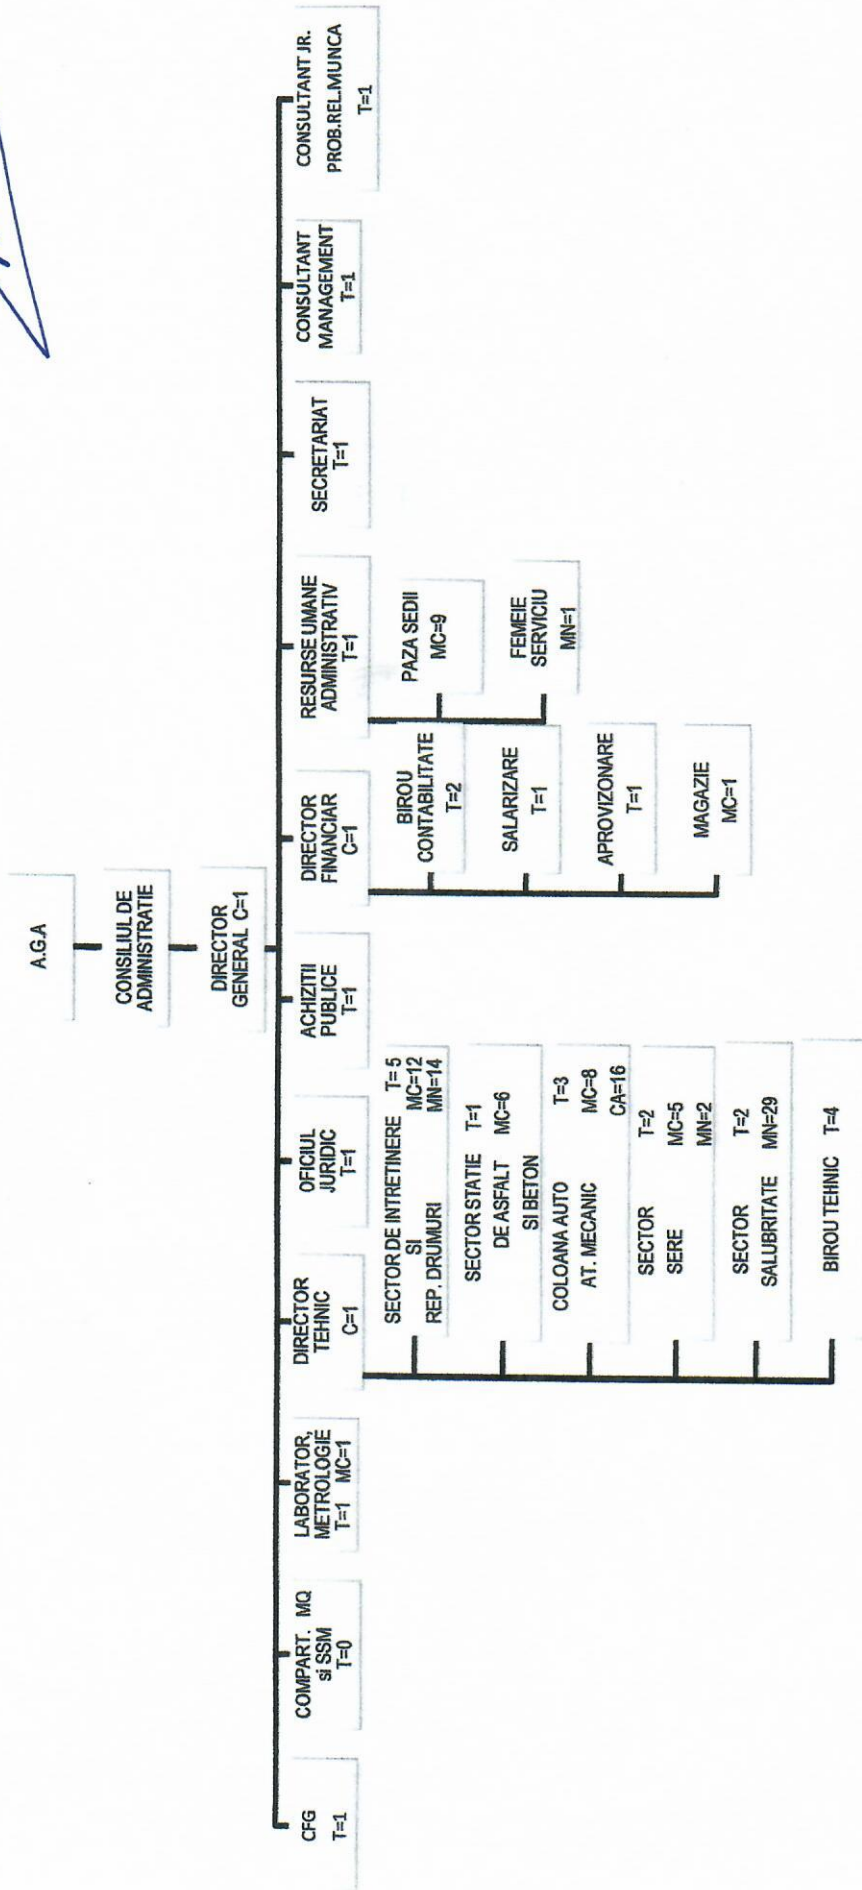 A.G.A
CONSILIUL DE
ADMINISTRATIE
DIRECTOR
GENERAL C=1
CFG
T=1
COMPART. MQ
si SSM
T=0
LABORATOR,
METROLOGIE
T=1 MC=1
DIRECTOR
TEHNIC
C=1
SECTOR DE INTRETINERE T= 5
SI MC=12
REP. DRUMURI MN=14
SECTOR STATIE T=1
DE ASFALT MC=6
SI BETON
COLOANA AUTO T=3
AT. MECANIC MC=8
CA=16
SECTOR T=2
SERE MC=5
MN=2
SECTOR T=2
SALUBRITATE MN=29
BIROU TEHNIC T=4
OFICIUL
JURIDIC
T=1
ACHIZITII
PUBLICE
T=1
DIRECTOR
FINANCIAR
C=1
BIROU
CONTABILITATE
T=2
SALARIZARE
T=1
APROVIZONARE
T=1
MAGAZIE
MC=1
RESURSE UMANE
ADMINISTRATIV
T=1
PAZA SEDII
MC=9
FEMEIE
SERVICIU
MN=1
SECRETARIAT
T=1
CONSULTANT
MANAGEMENT
T=1
CONSULTANT JR.
PROB.REL.MUNCA
T=1